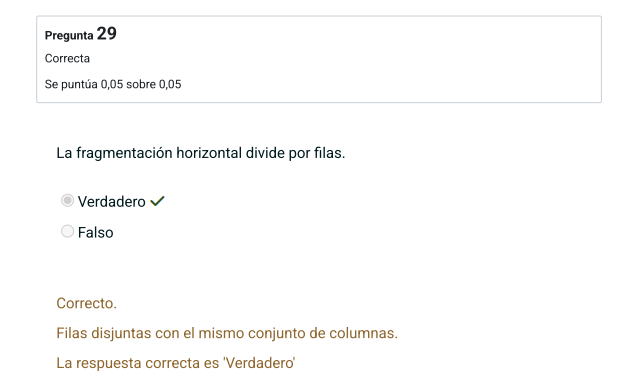 Pregunta 29
Correcta
Se puntúa 0,05 sobre 0,05
La fragmentación horizontal divide por filas.
Verdadero
Falso
Correcto.
Filas disjuntas con el mismo conjunto de columnas.
La respuesta correcta es 'Verdadero'